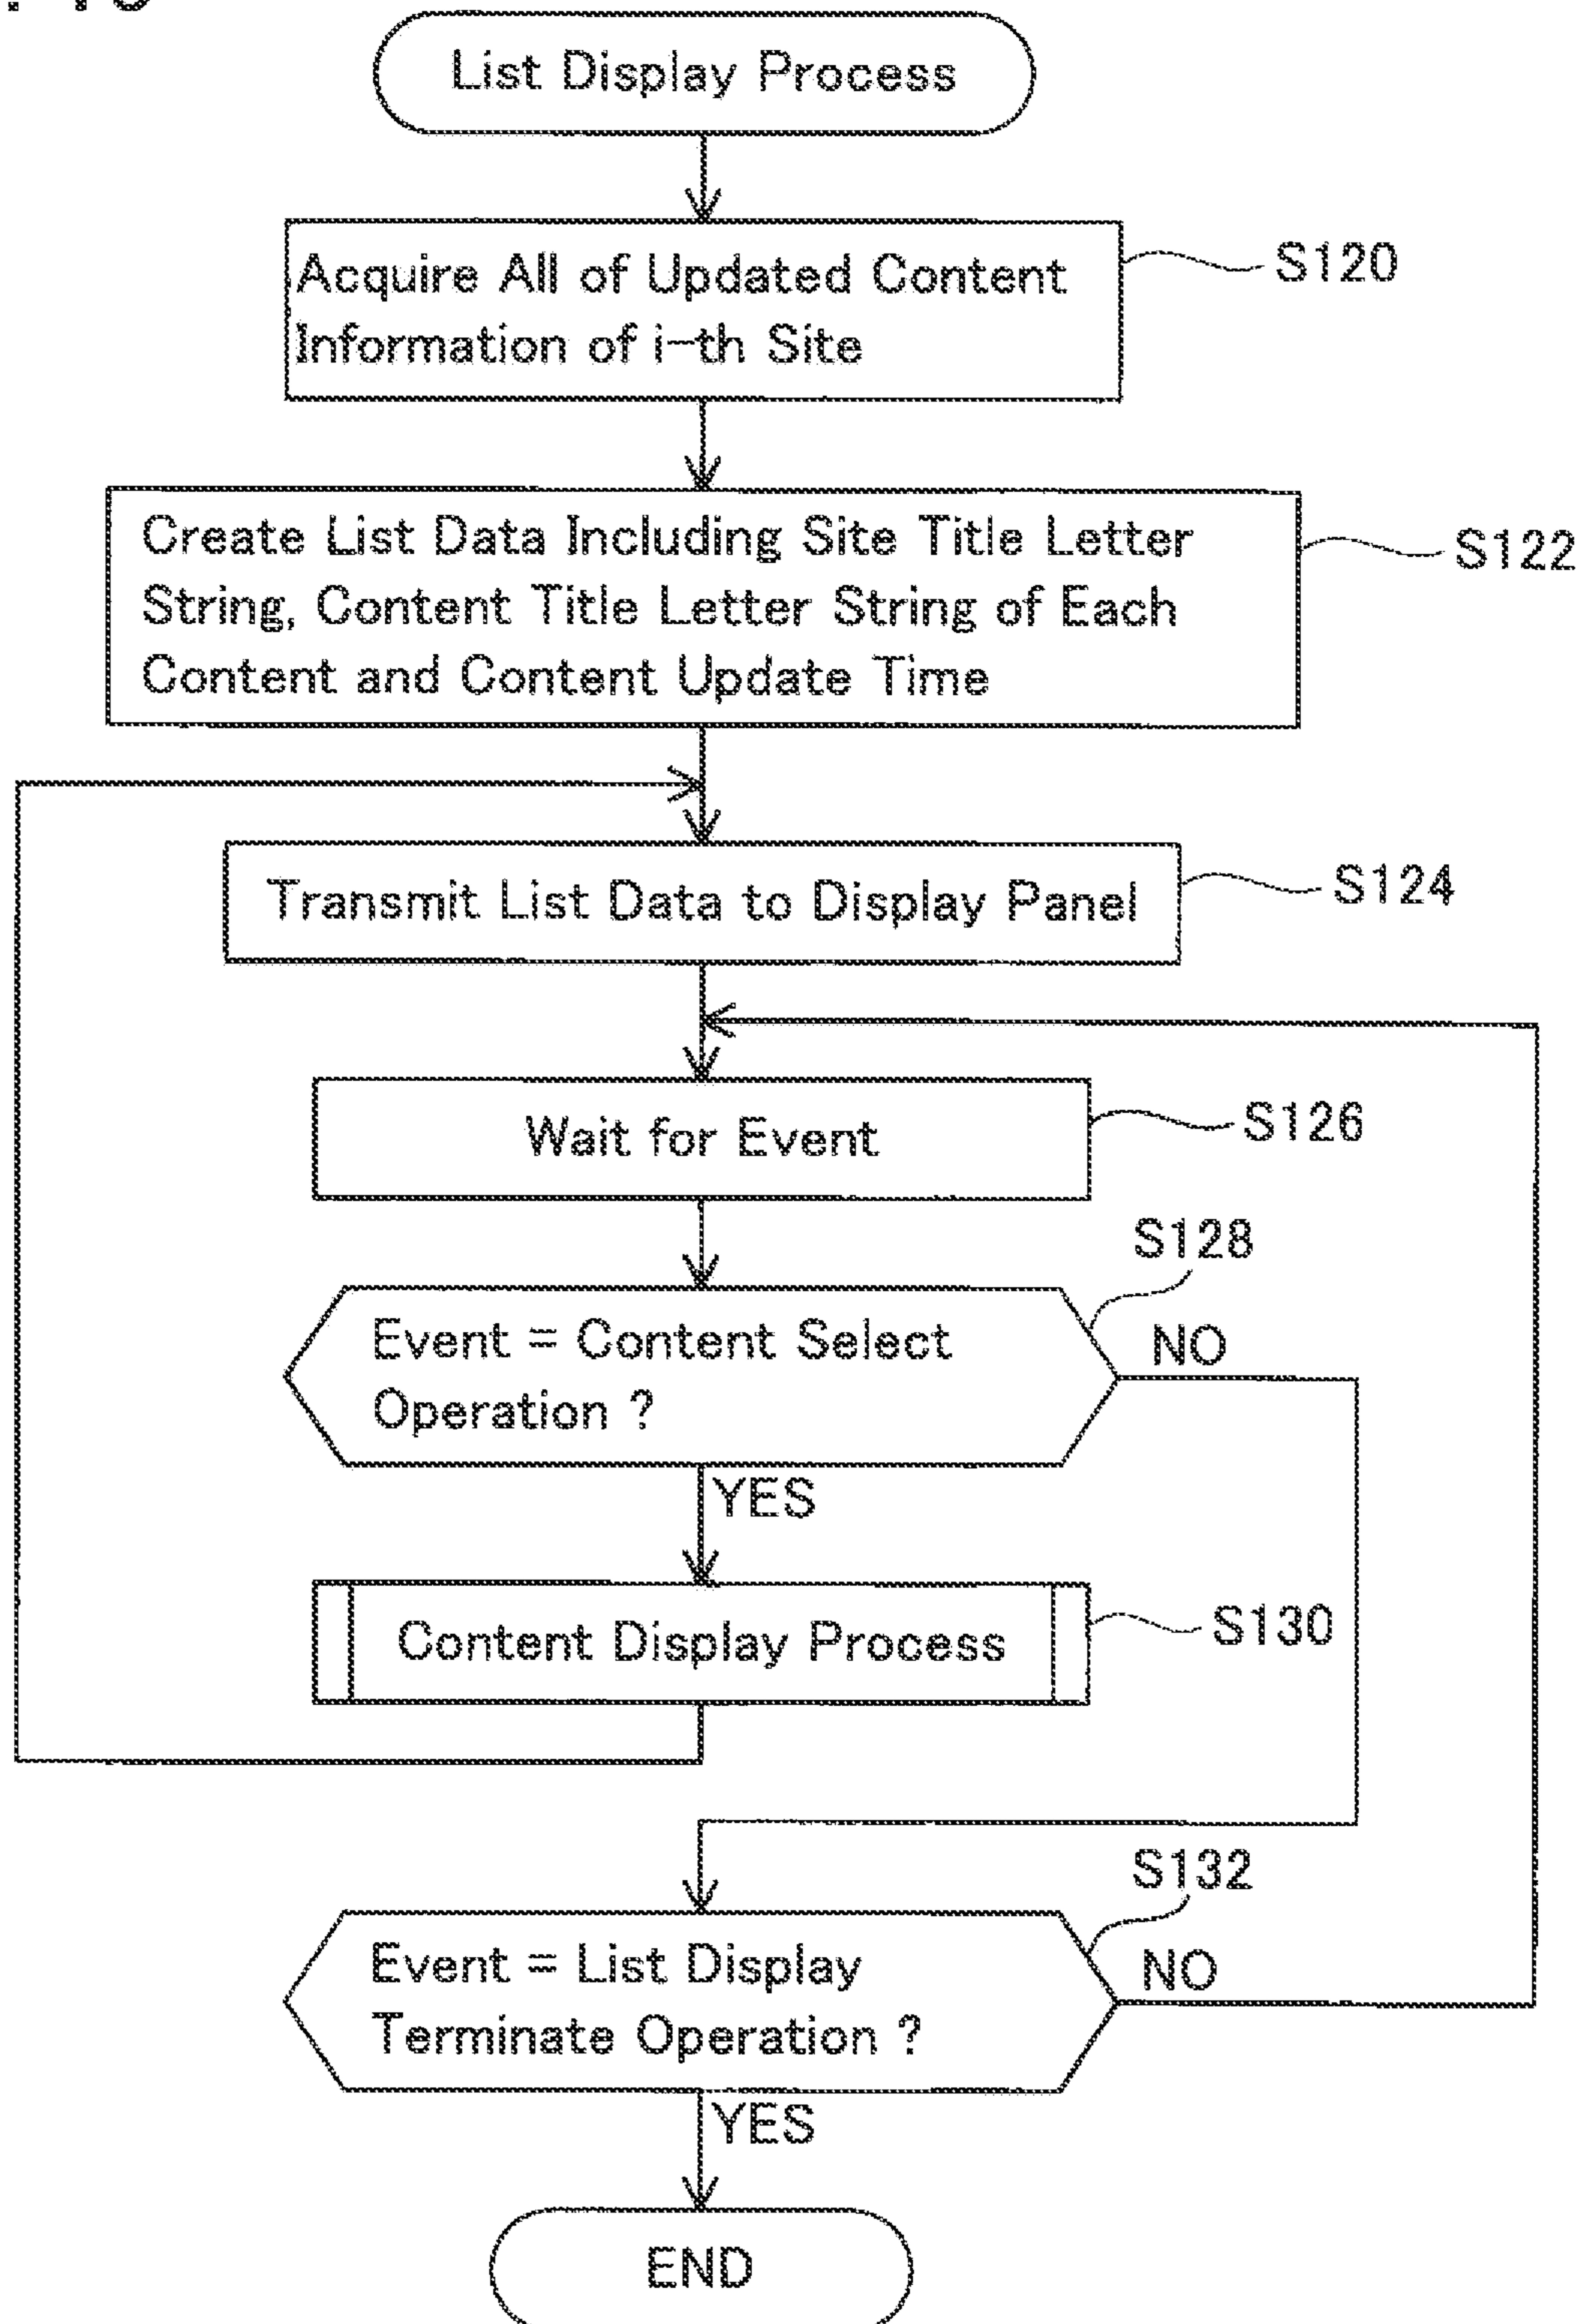 List Display Process
Acquire All of Updated Content
Information of i-th Site
S120
Create List Data Including Site Title Letter
String, Content Title Letter String of Each
Content and Content Update Time
S122
Transmit List Data to Display Panel
S124
Wait for Event
S126
S128
Event = Content Select
Operation ?
NO
YES
Content Display Process
S130
S132
Event = List Display
Terminate Operation ?
NO
YES
END